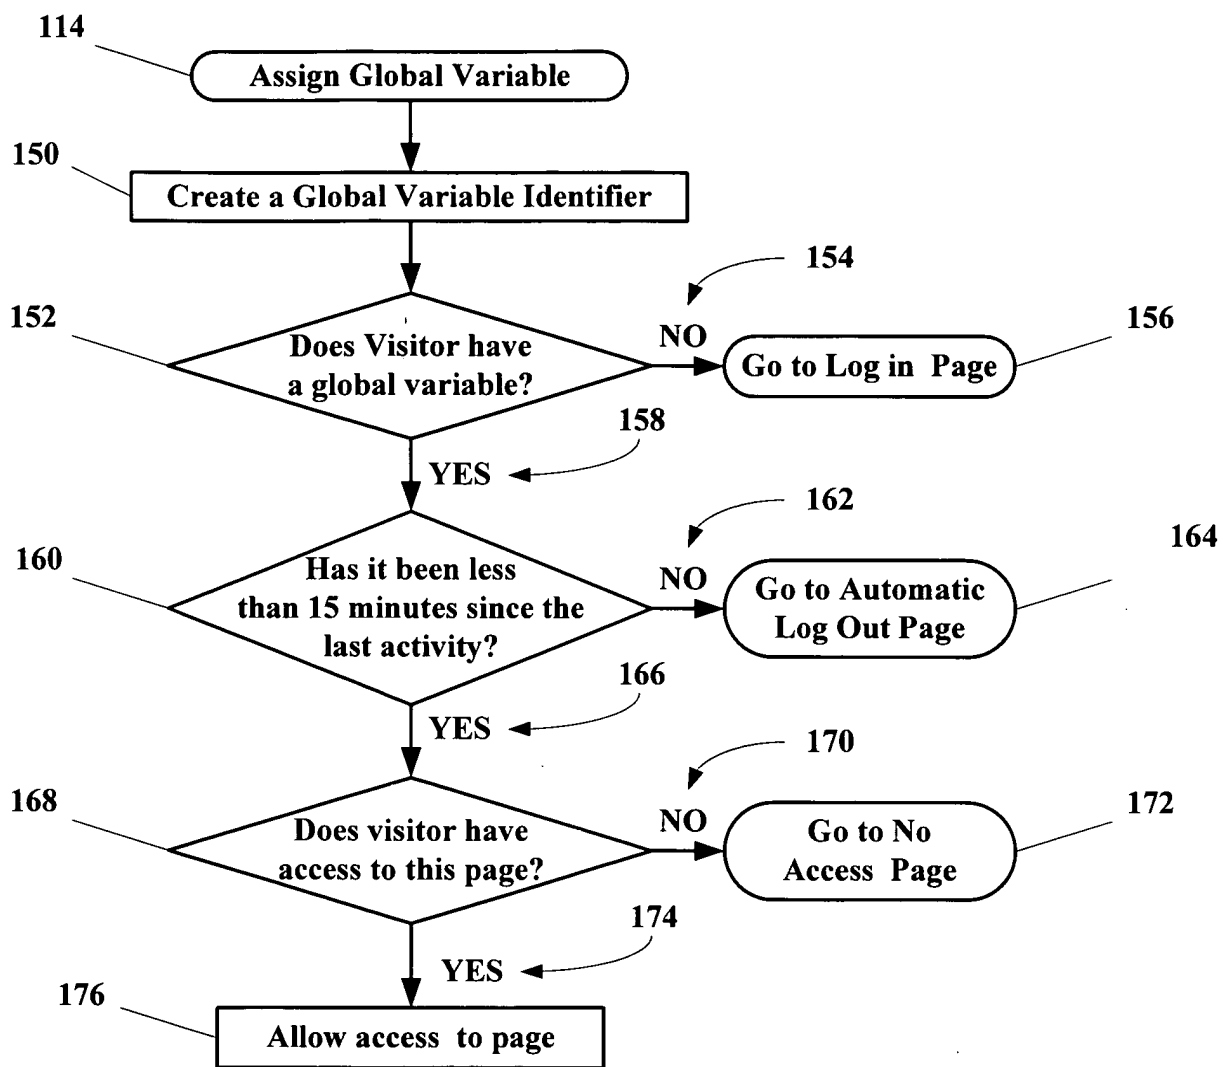 114
Assign Global Variable
150
Create a Global Variable Identifier
154
152
Does Visitor have
a global variable?
NO
156
Go to Log in Page
158
YES
162
160
Has it been less
than 15 minutes since the
last activity?
NO
164
Go to Automatic
Log Out Page
166
YES
170
168
Does visitor have
access to this page?
NO
172
Go to No
Access Page
174
YES
176
Allow access to page